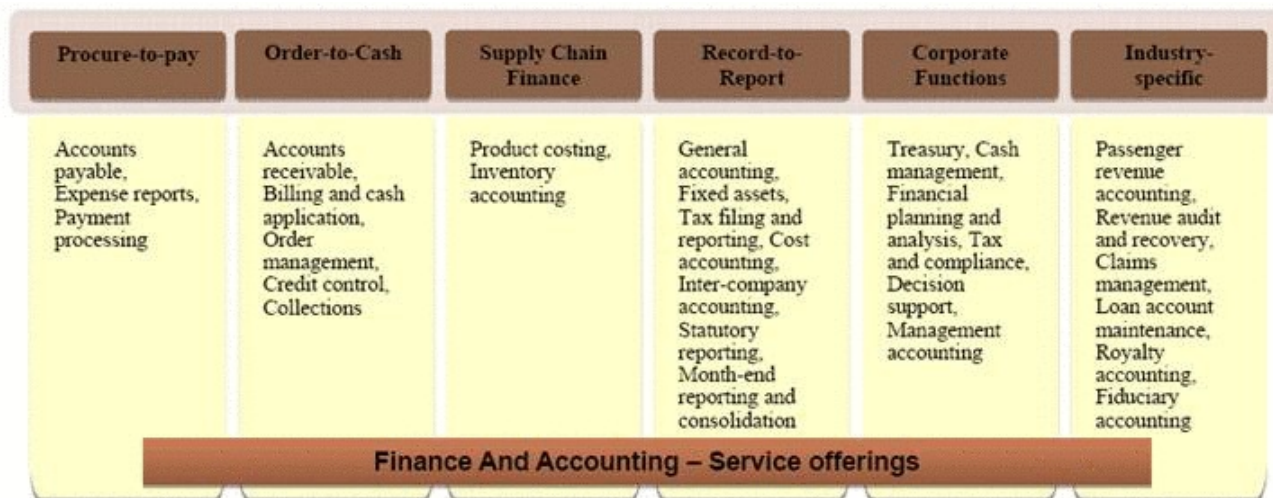 Procure-to-pay
Order-to-Cash
Supply Chain
Finance
Record-to-
Report
Corporate
Functions
Industry-
specific
Accounts
payable,
Expense reports,
Payment
processing
Accounts
receivable,
Billing and cash
application,
Order
management,
Credit control,
Collections
Product costing,
Inventory
accounting
General
accounting,
Fixed assets,
Tax filing and
reporting, Cost
accounting,
Inter-company
accounting,
Statutory
reporting,
Month-end
reporting and
consolidation
Treasury, Cash
management,
Financial
planning and
analysis, Tax
and compliance,
Decision
support,
Management
accounting
Passenger
revenue
accounting,
Revenue audit
and recovery,
Claims
management,
Loan account
maintenance,
Royalty
accounting,
Fiduciary
accounting
Finance And Accounting – Service offerings